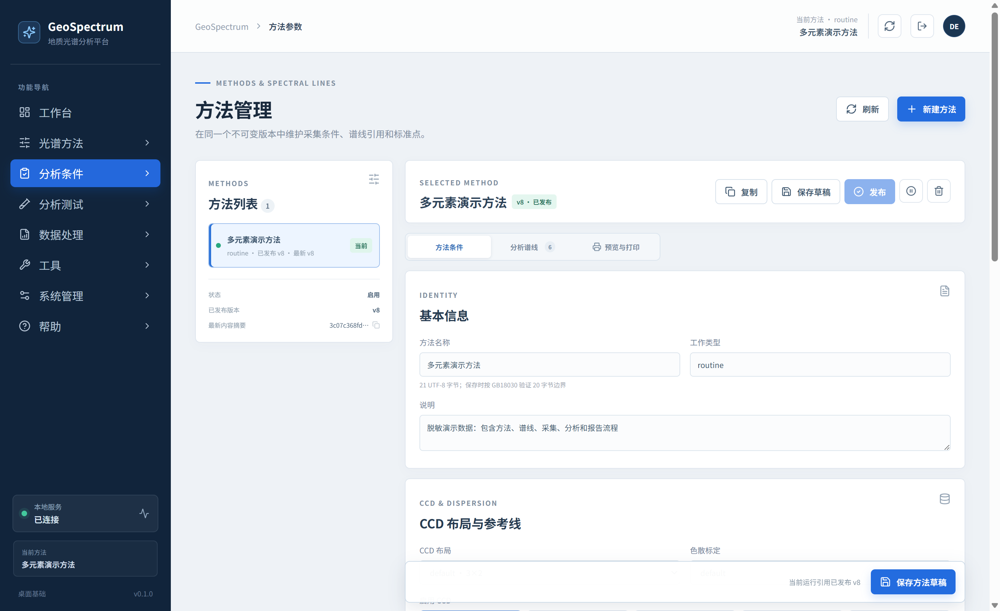 GeoSpectrum
地质光谱分析平台
功能导航
工作台
光谱方法
分析条件
分析测试
数据处理
工具
系统管理
帮助
本地服务
已连接
当前方法
多元素演示方法
桌面基础
v0.1.0
GeoSpectrum > 方法参数
当前方法 • routine
多元素演示方法
DE
METHODS & SPECTRAL LINES
方法管理
在同一个不可变版本中维护采集条件、谱线引用和标准点。
刷新
新建方法
METHODS
方法列表 1
多元素演示方法
routine • 已发布 v8 • 最新 v8
当前
状态 启用
已发布版本 v8
最新内容摘要 3c07c368fd…
SELECTED METHOD
多元素演示方法 v8 • 已发布
复制
保存草稿
发布
方法条件
分析谱线 6
预览与打印
IDENTITY
基本信息
方法名称
多元素演示方法
21 UTF-8 字节；保存时按 GB18030 验证 20 字节边界
工作类型
routine
说明
脱敏演示数据：包含方法、谱线、采集、分析和报告流程
CCD & DISPERSION
CCD 布局与参考线
CCD 布局
default • 3×2
色散标定
default
当前运行引用已发布 v8
保存方法草稿
启用 CCD